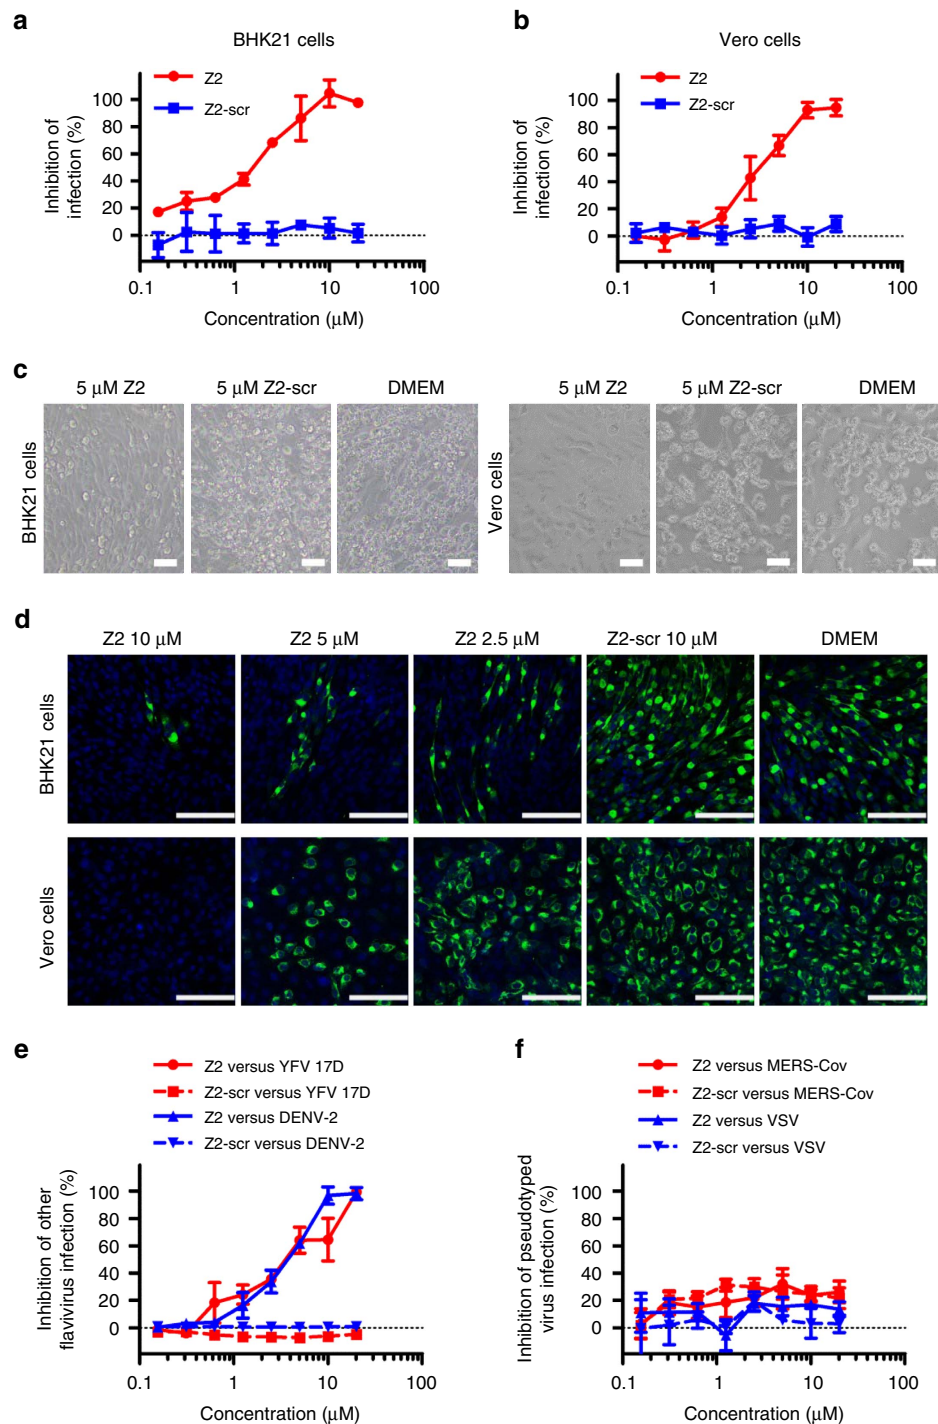 a
BHK21 cells
Z2
Z2-scr
Inhibition of
infection (%)
100
80
60
40
20
0
0.1
1
10
100
Concentration (μM)
b
Vero cells
Z2
Z2-scr
Inhibition of
infection (%)
100
80
60
40
20
0
0.1
1
10
100
Concentration (μM)
c
5 μM Z2
5 μM Z2-scr
DMEM
BHK21 cells
5 μM Z2
5 μM Z2-scr
DMEM
Vero cells
d
Z2 10 μM
Z2 5 μM
Z2 2.5 μM
Z2-scr 10 μM
DMEM
BHK21 cells
Vero cells
e
Z2 versus YFV 17D
Z2-scr versus YFV 17D
Z2 versus DENV-2
Z2-scr versus DENV-2
Inhibition of other
flavivirus infection (%)
100
80
60
40
20
0
0.1
1
10
100
Concentration (μM)
f
Z2 versus MERS-Cov
Z2-scr versus MERS-Cov
Z2 versus VSV
Z2-scr versus VSV
Inhibition of pseudotyped
virus infection (%)
100
80
60
40
20
0
0.1
1
10
100
Concentration (μM)